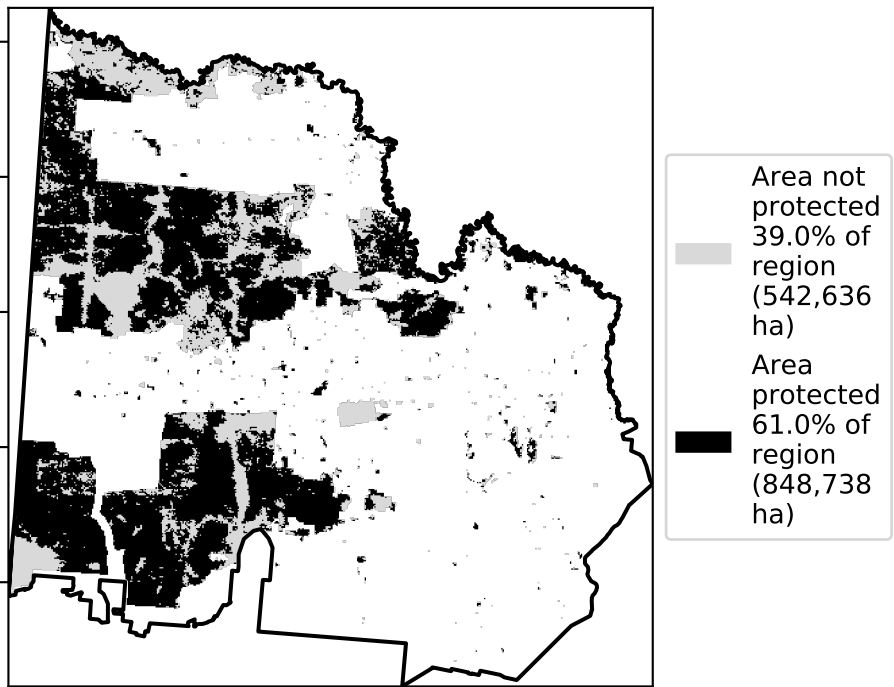 Area not
protected
39.0% of
region
(542,636
ha)
Area
protected
61.0% of
region
(848,738
ha)